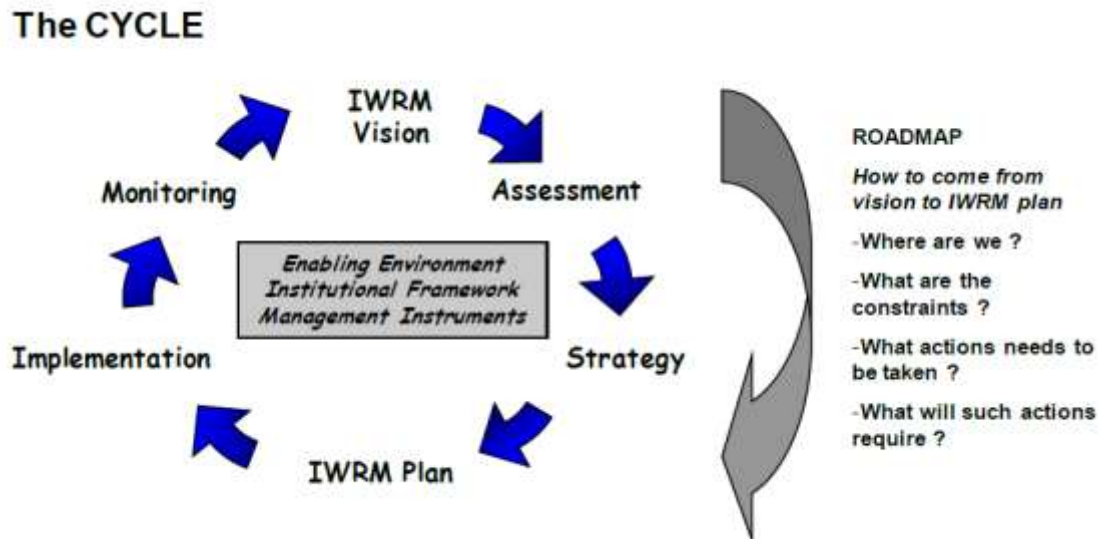 The CYCLE
IWRM
Vision
Assessment
Strategy
IWRM Plan
Implementation
Monitoring
Enabling Environment
Institutional Framework
Management Instruments
ROADMAP
How to come from
vision to IWRM plan
-Where are we ?
-What are the
constraints ?
-What actions needs to
be taken ?
-What will such actions
require ?